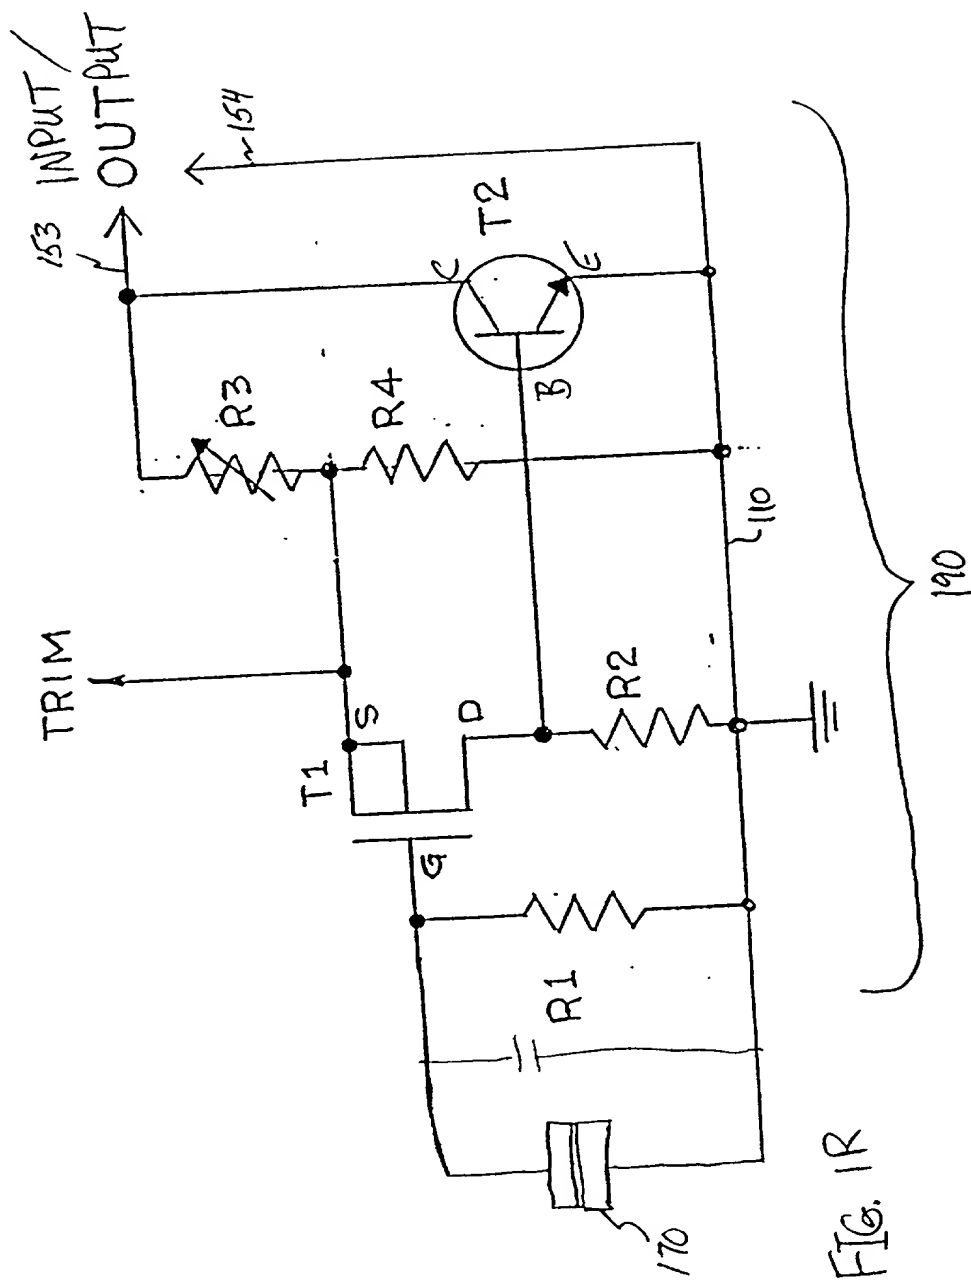 153 INPUT /
OUTPUT
154
TRIM
R3
C
T2
R4
E
B
T1
S
D
G
R2
110
R1
170
190
FIG. 1R